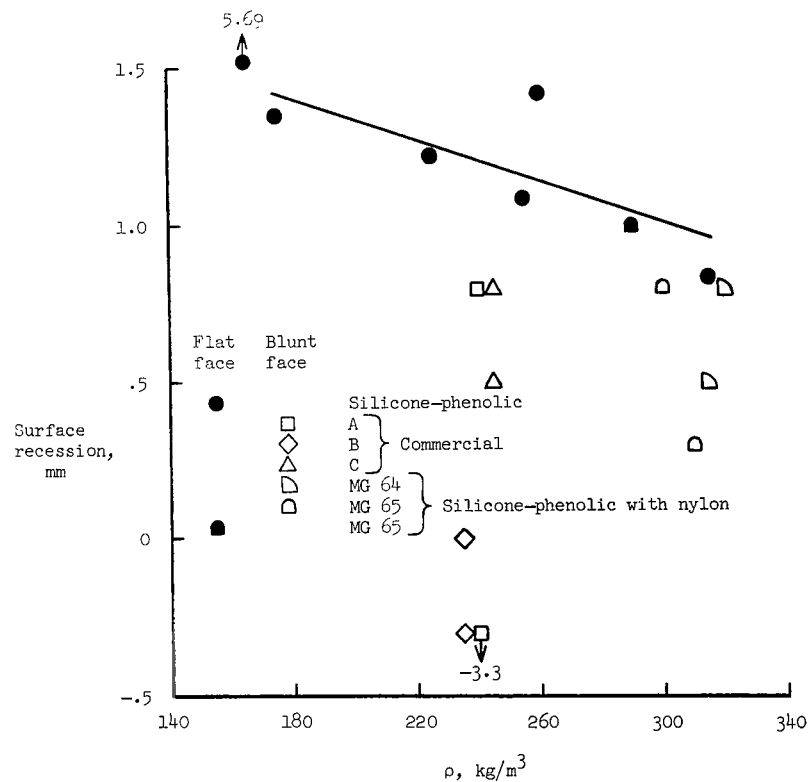 5.69
1.5
1.0
Flat face
Blunt face
.5
Silicone-phenolic
A
B
C
Commercial
MG 64
MG 65
MG 65
Silicone-phenolic with nylon
Surface recession, mm
0
-3.3
-.5
140
180
220
260
300
340
ρ, kg/m³